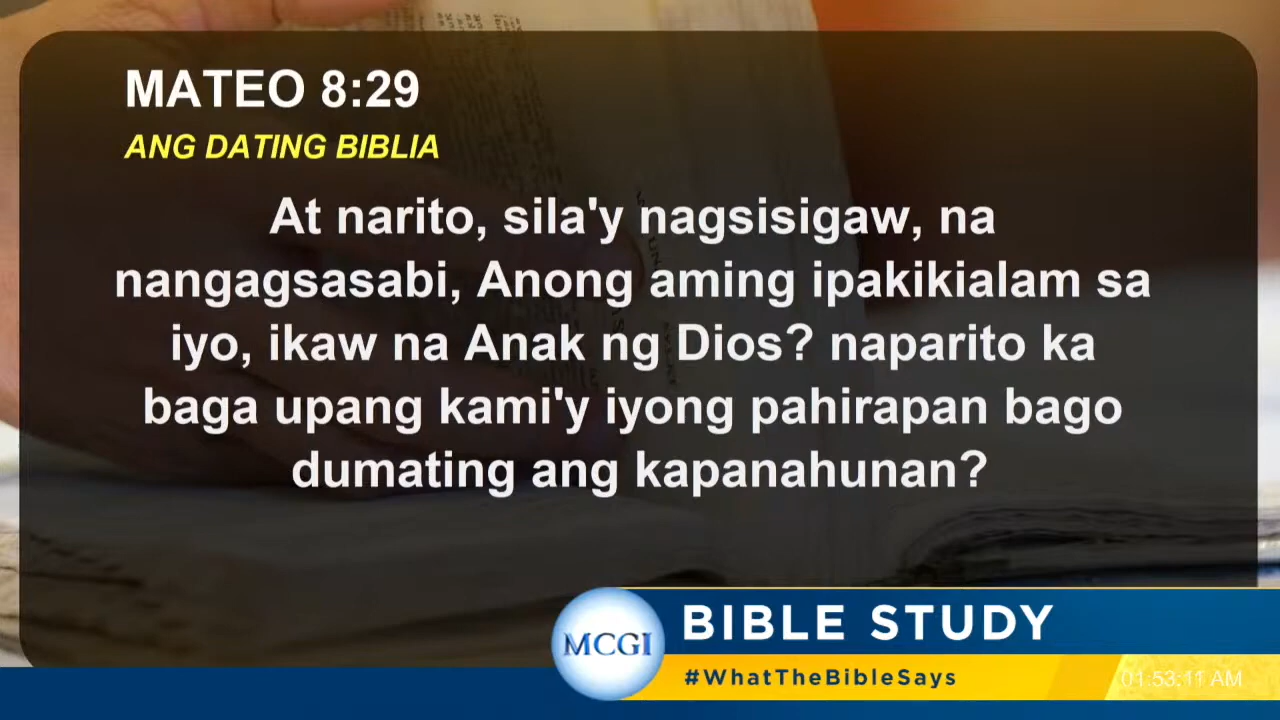 MATEO 8:29
ANG DATING BIBLIA
At narito, sila'y nagsisigaw, na
nangagsasabi, Anong aming ipakikialam sa
iyo, ikaw na Anak ng Dios? naparito ka
baga upang kami'y iyong pahirapan bago
dumating ang kapanahunan?
MCGI
BIBLE STUDY
#WhatTheBibleSays
01:53:11 AM